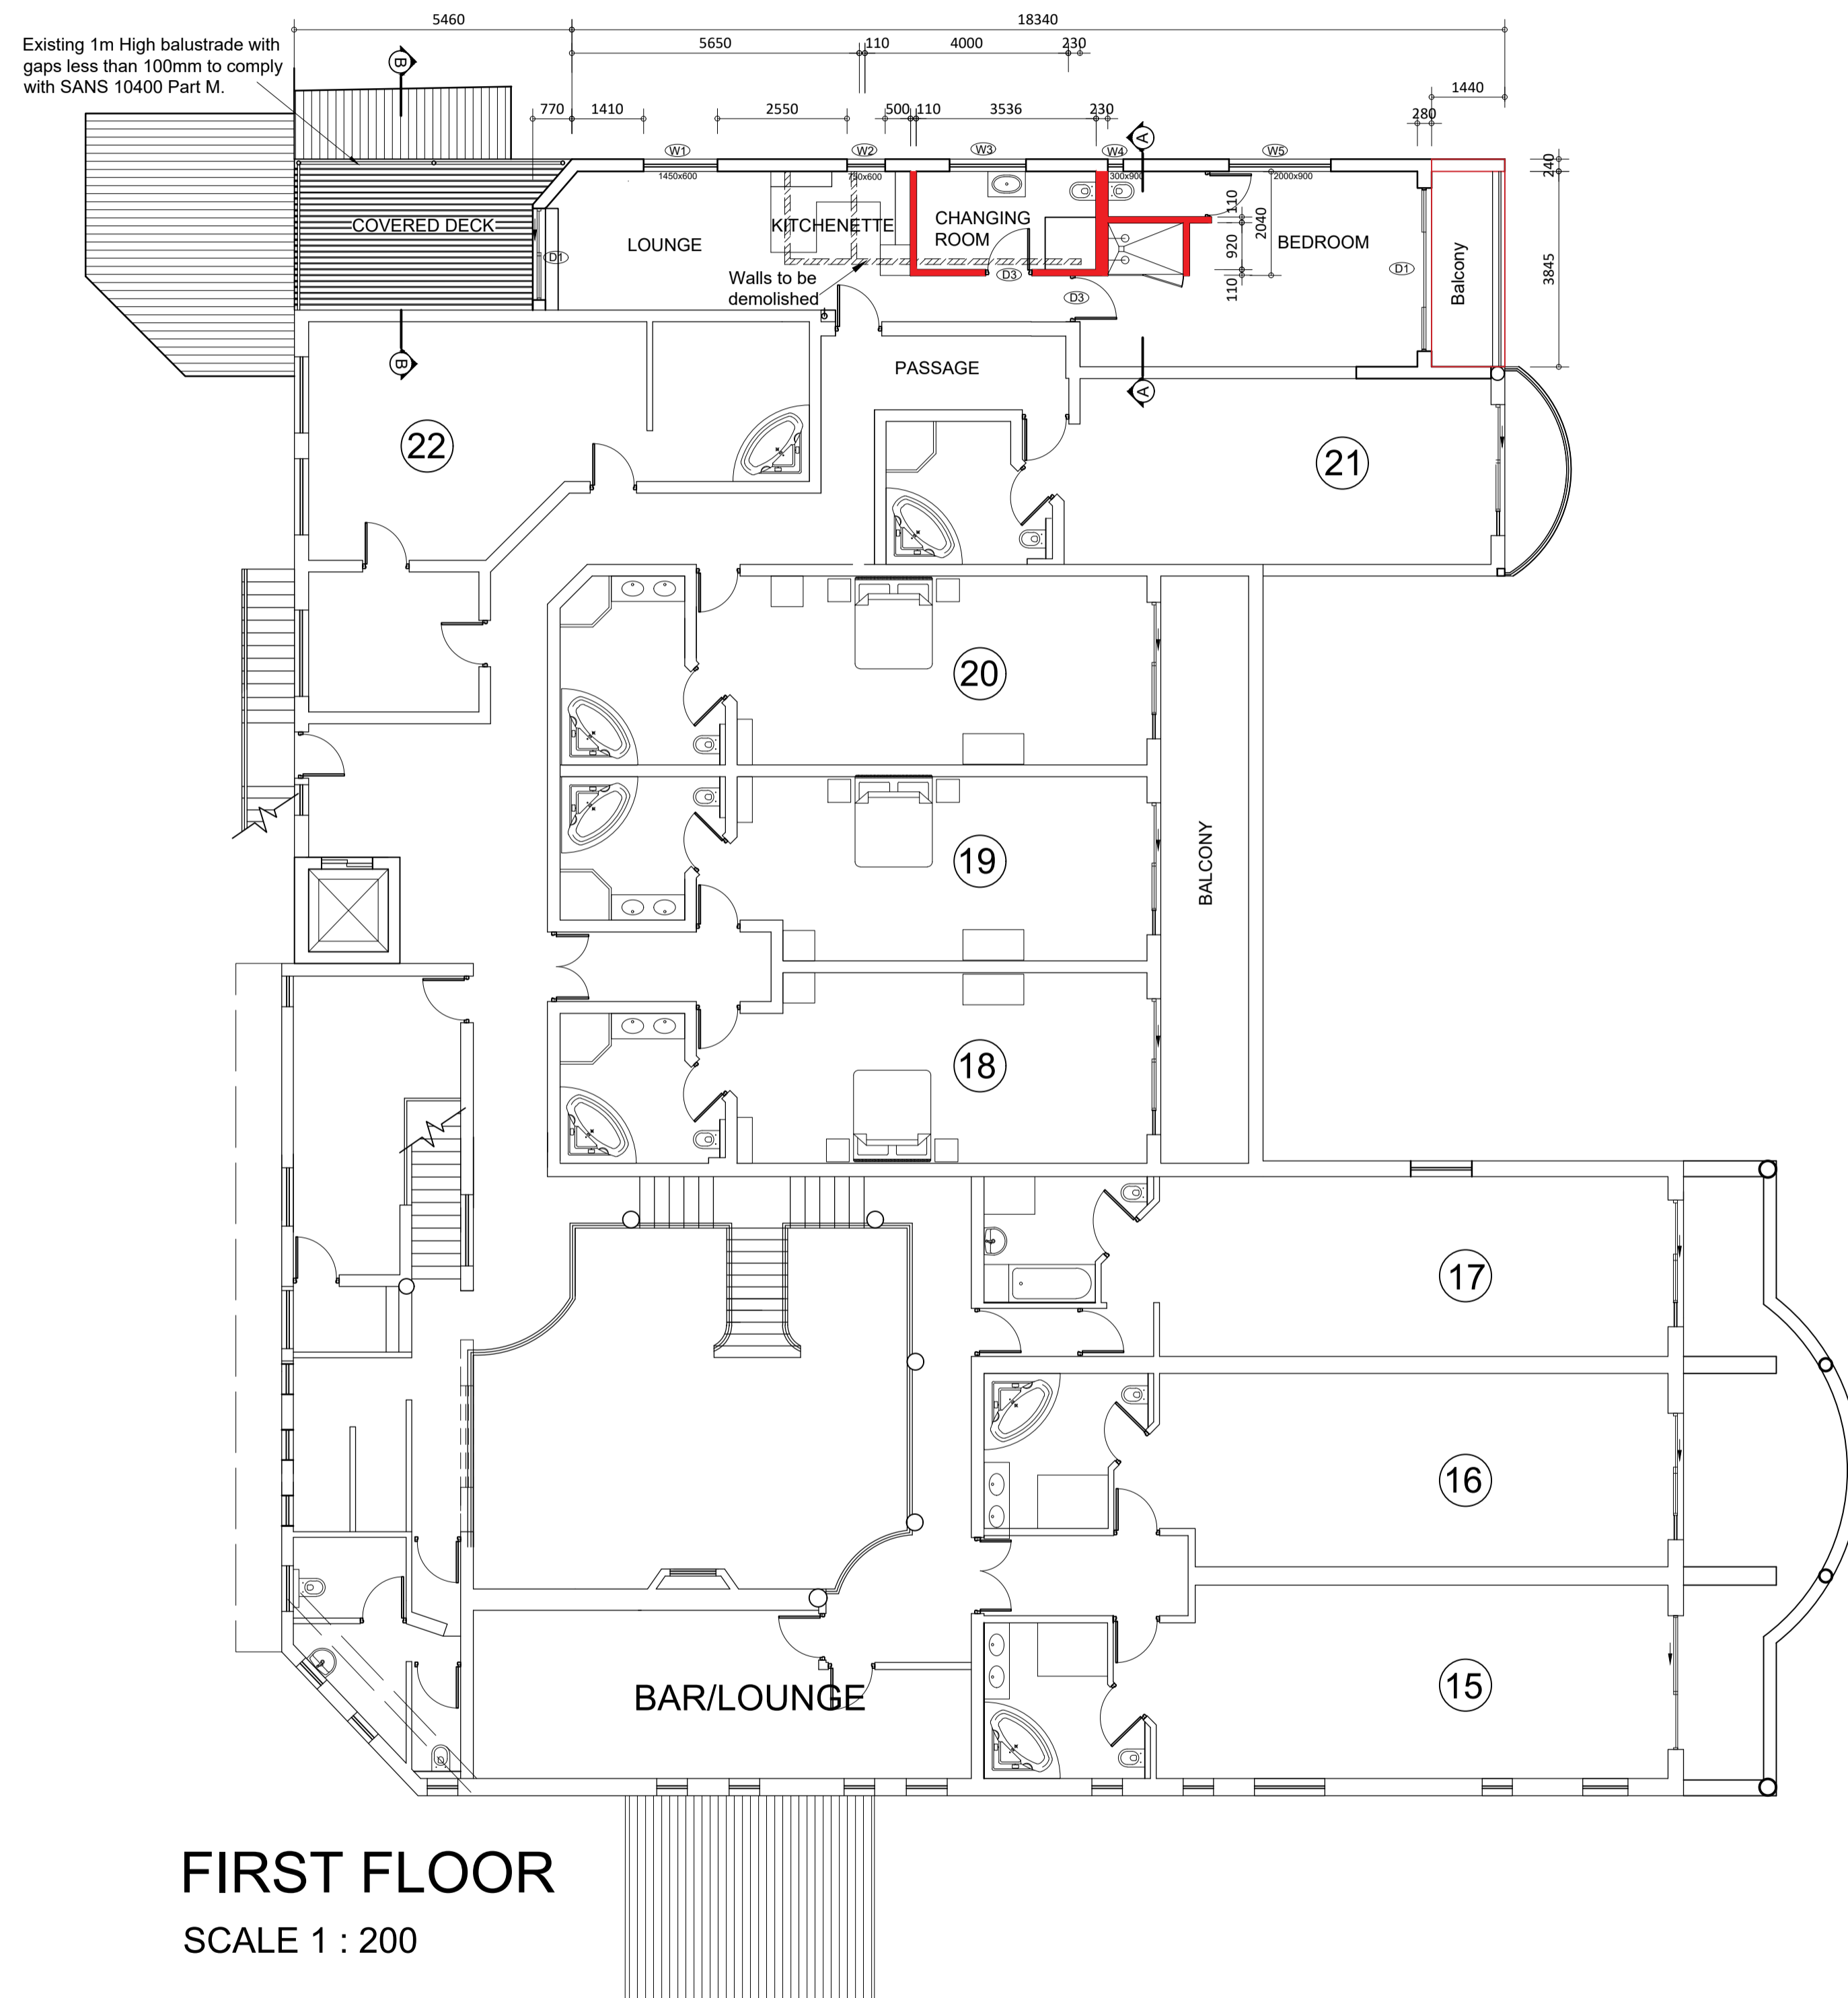 5460
18340
Existing 1m High balustrade with
gaps less than 100mm to comply
with SANS 10400 Part M.
B
5650
110
4000
230
1440
770
1410
2550
500
110
3536
230
280
A
W1
W2
W3
W4
W5
1450x600
750x600
300x900
2000x900
240
3845
COVERED DECK
D1
LOUNGE
KITCHENETTE
CHANGING
ROOM
110
920
110
2040
BEDROOM
D1
Balcony
Walls to be
demolished
D3
D3
B
PASSAGE
A
22
21
20
19
BALCONY
18
17
16
15
BAR/LOUNGE
FIRST FLOOR
SCALE 1 : 200